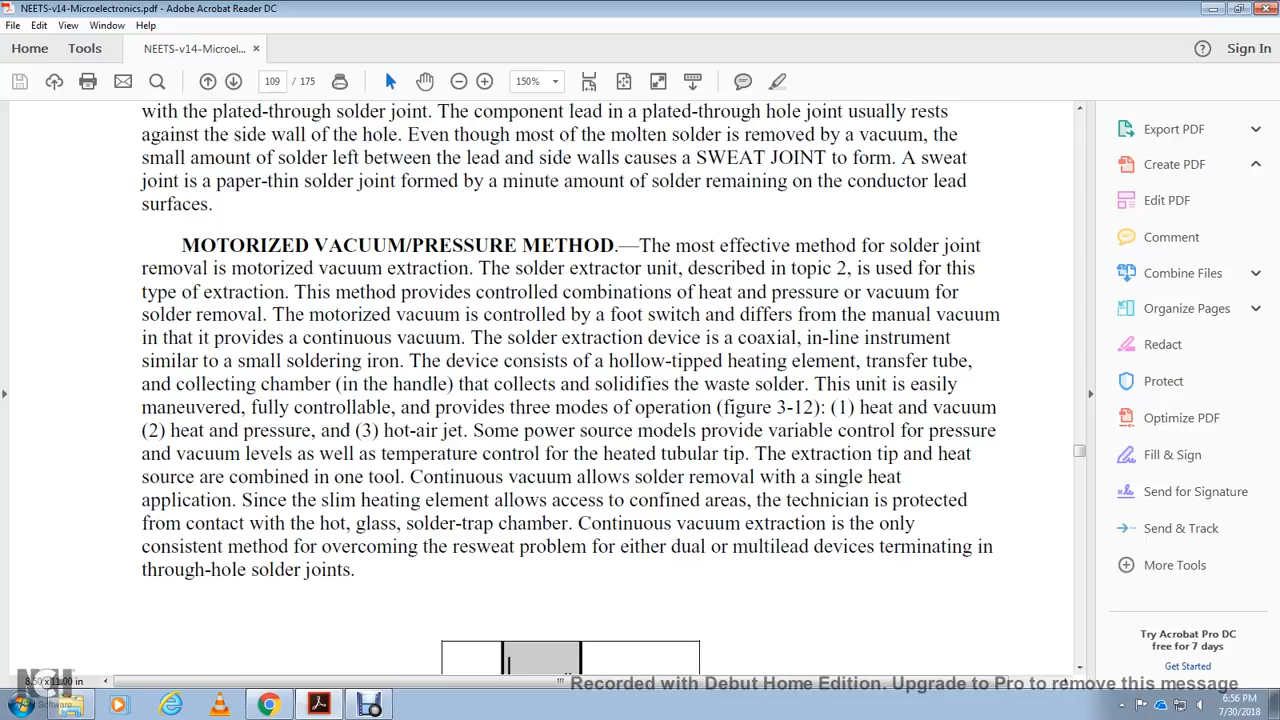 NEETS-v14-Microelectronics.pdf - Adobe Acrobat Reader DC
File Edit View Window Help
Home Tools NEETS-v14-Microel... × Sign In
109 / 175 150%
with the plated-through solder joint. The component lead in a plated-through hole joint usually rests
against the side wall of the hole. Even though most of the molten solder is removed by a vacuum, the
small amount of solder left between the lead and side walls causes a SWEAT JOINT to form. A sweat
joint is a paper-thin solder joint formed by a minute amount of solder remaining on the conductor lead
surfaces.
MOTORIZED VACUUM/PRESSURE METHOD.—The most effective method for solder joint
removal is motorized vacuum extraction. The solder extractor unit, described in topic 2, is used for this
type of extraction. This method provides controlled combinations of heat and pressure or vacuum for
solder removal. The motorized vactium is controlled by a foot switch and differs from the manual vacuum
in that it provides a continuous vacuum. The solder extraction device is a coaxial, in-line instrument
similar to a small soldering iron. The device consists of a hollow-tipped heating element, transfer tube,
and collecting chamber (in the handle) that collects and solidifies the waste solder. This unit is easily
maneuvered, fully controllable, and provides three modes of operation (figure 3-12): (1) heat and vacuum
(2) heat and pressure, and (3) hot-air jet. Some power source models provide variable control for pressure
and vacuum levels as well as temperature control for the heated tubular tip. The extraction tip and heat
source are combined in one tool. Continuous vacuum allows solder removal with a single heat
application. Since the slim heating element allows access to confined areas, the technician is protected
from contact with the hot, glass, solder-trap chamber. Continuous vacuum extraction is the only
consistent method for overcoming the resweat problem for either dual or multilead devices terminating in
through-hole solder joints.
Export PDF
Create PDF
Edit PDF
Comment
Combine Files
Organize Pages
Redact
Protect
Optimize PDF
Fill & Sign
Send for Signature
Send & Track
More Tools
Try Acrobat Pro DC
free for 7 days
Get Started
8.50 x 11.00 in
NCH Software
Recorded with Debut Home Edition. Upgrade to Pro to remove this message
6:56 PM
7/30/2018